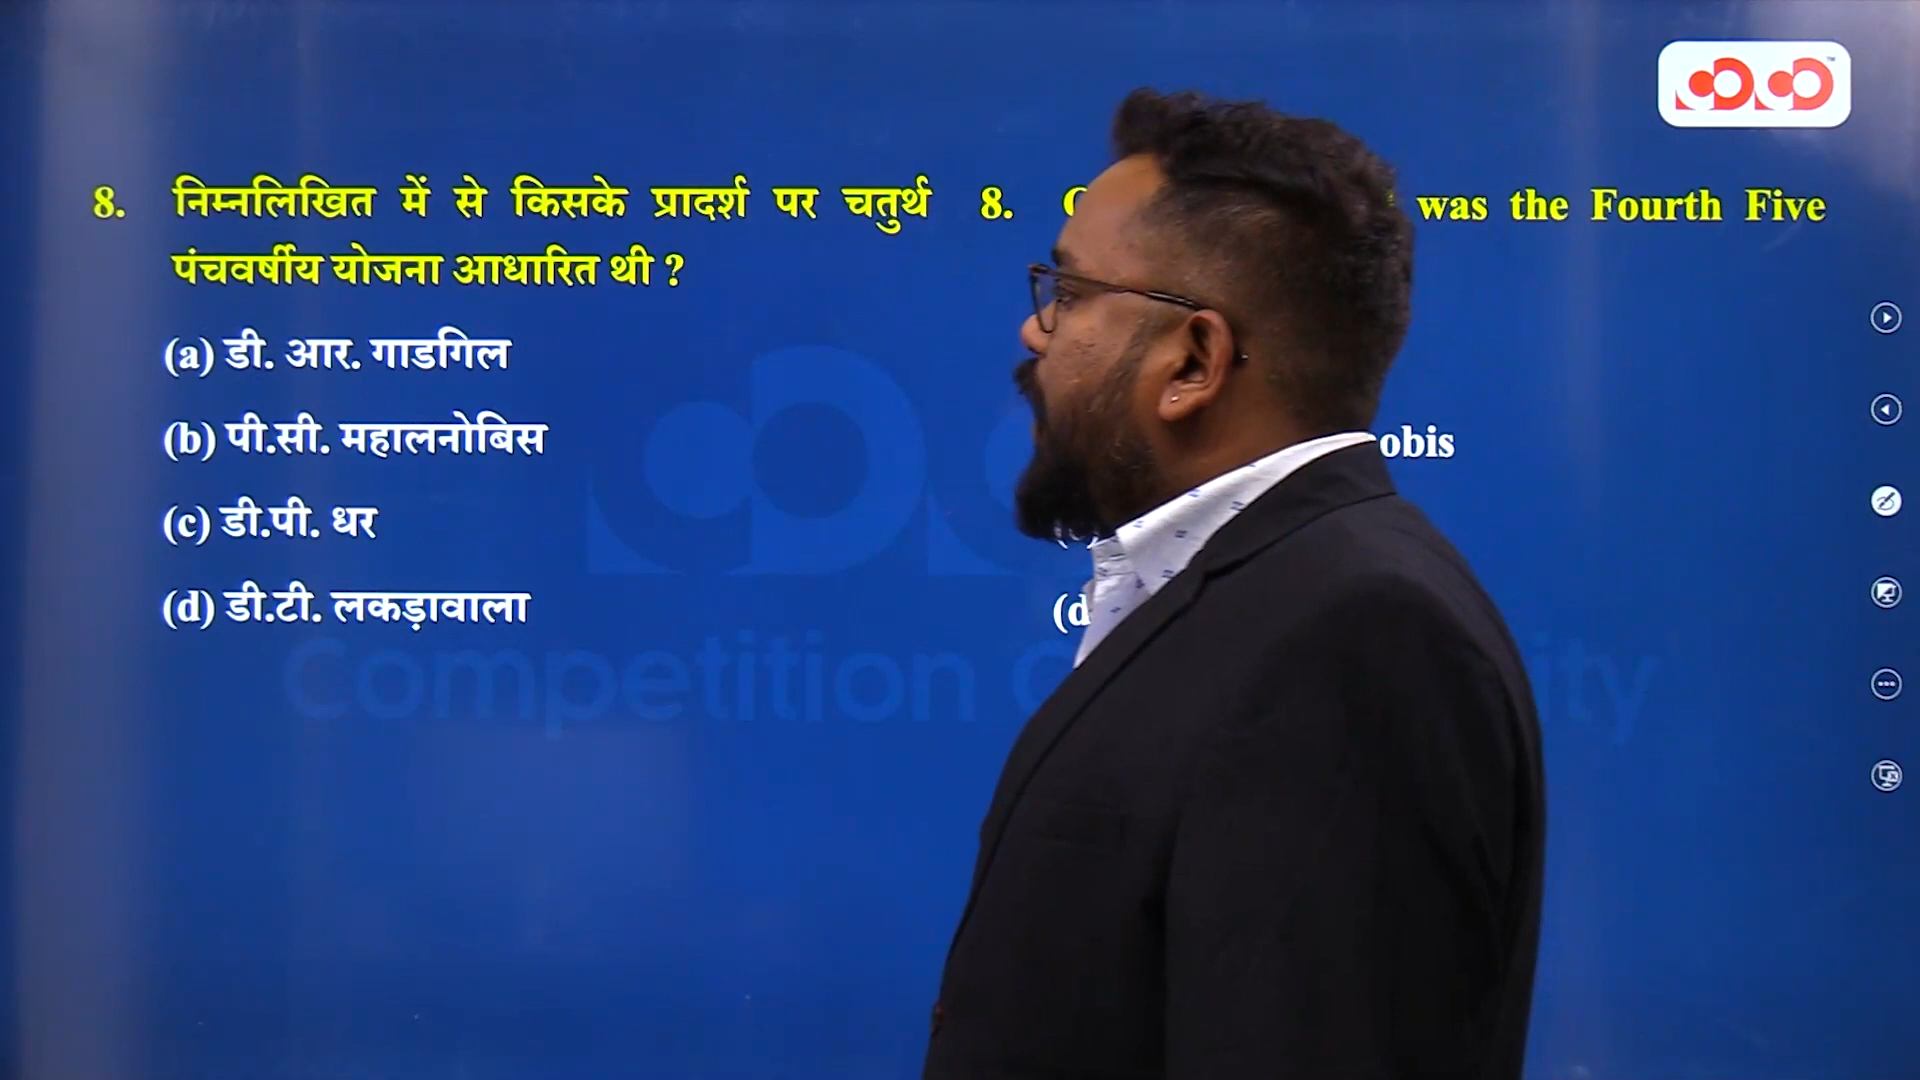 8. निम्नलिखित में से किसके प्रादर्श पर चतुर्थ
पंचवर्षीय योजना आधारित थी ?
(a) डी. आर. गाडगिल
(b) पी.सी. महालनोबिस
(c) डी.पी. धर
(d) डी.टी. लकड़ावाला
8. was the Fourth Five
obis
(d
Competition